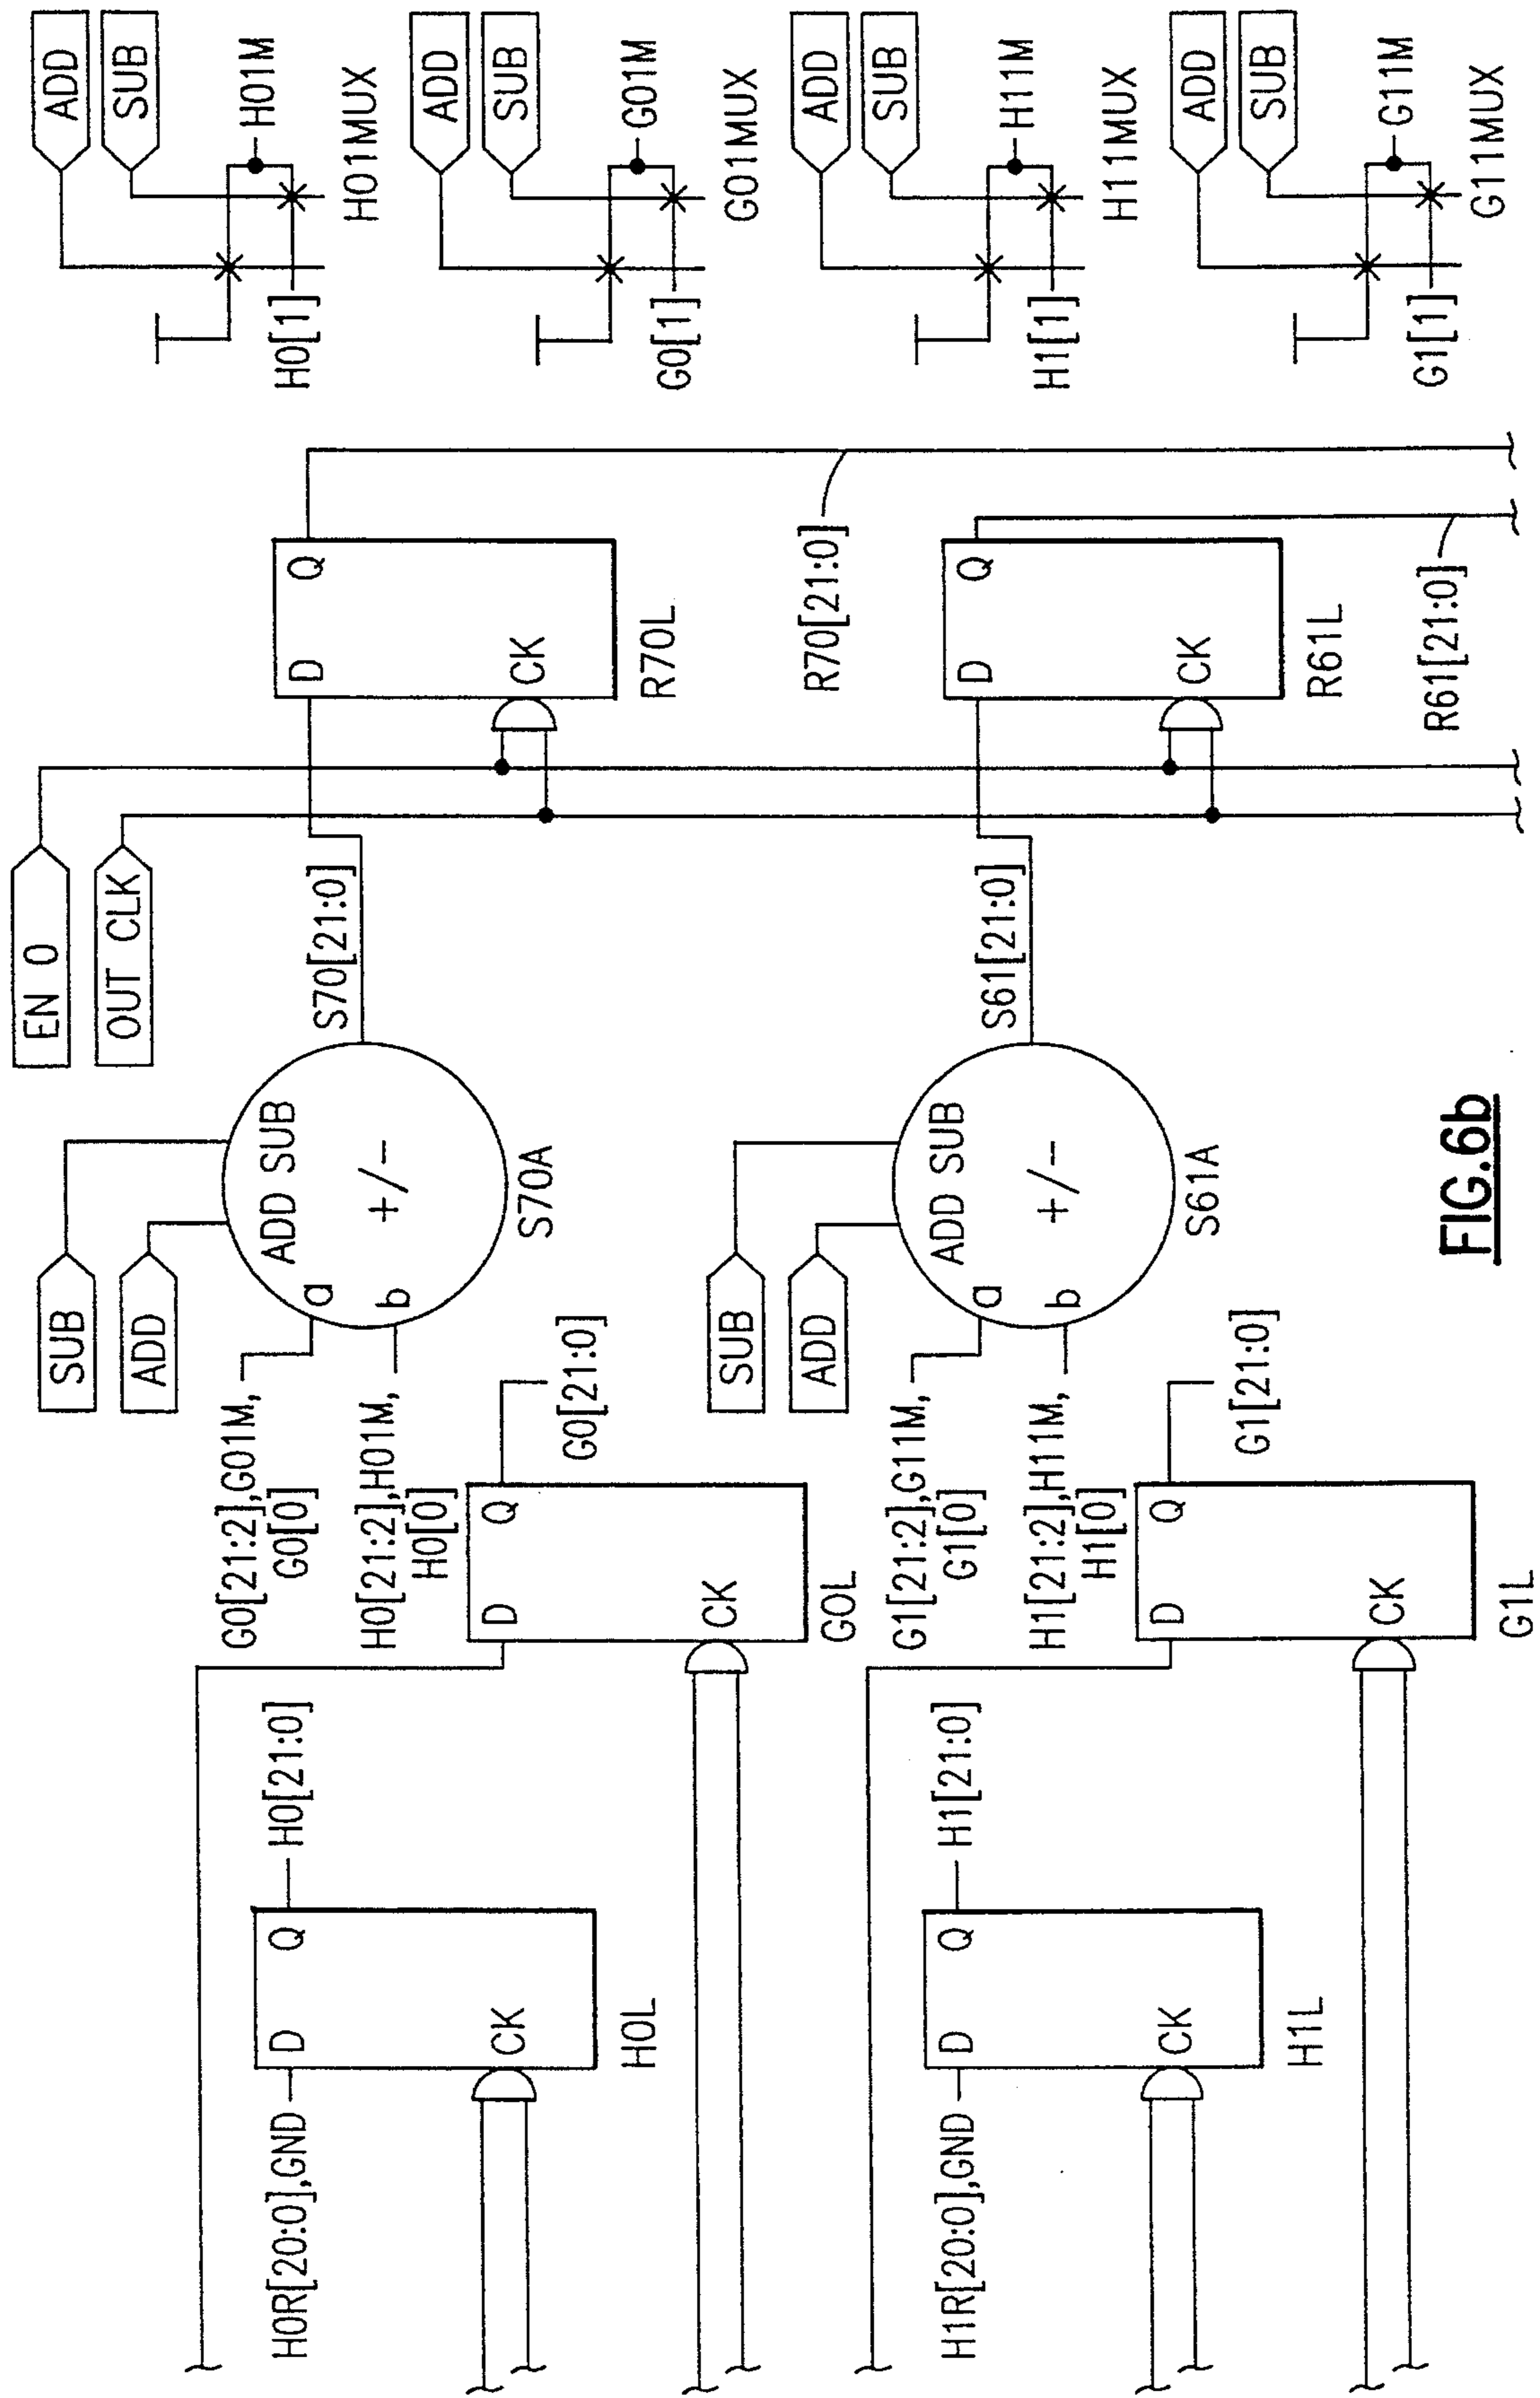 EN 0
OUT CLK
SUB
ADD
G0[21:2],G01M,
G0[0]
H0[21:2],H01M,
H0[0]
a
b
ADD SUB
+/-
S70A
S70[21:0]
D
Q
CK
R70L
R70[21:0]
H0R[20:0],GND
D
Q
CK
H0L
H0[21:0]
D
Q
CK
G0L
G0[21:0]
SUB
ADD
G1[21:2],G11M,
G1[0]
H1[21:2],H11M,
H1[0]
a
b
ADD SUB
+/-
S61A
S61[21:0]
D
Q
CK
R61L
R61[21:0]
H1R[20:0],GND
D
Q
CK
H1L
H1[21:0]
D
Q
CK
G1L
G1[21:0]
ADD
SUB
H01M
H0[1]
H01MUX
ADD
SUB
G01M
G0[1]
G01MUX
ADD
SUB
H11M
H1[1]
H11MUX
ADD
SUB
G11M
G1[1]
G11MUX
FIG.6b